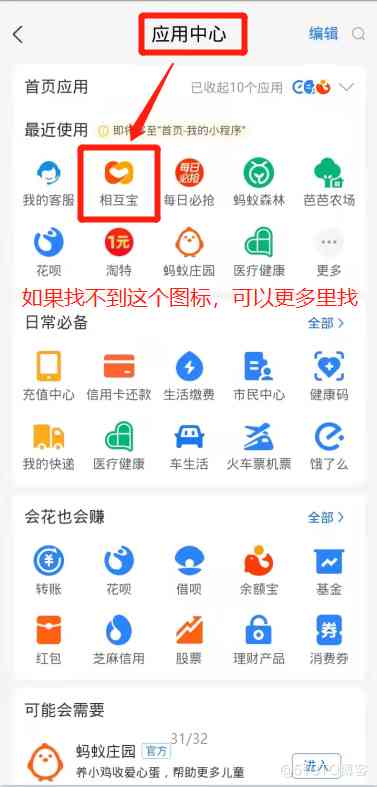 应用中心
编辑
首页应用
已收起10个应用
最近使用
即将
至"首页-我的小程序"
我的客服
相互宝
每日必抢
蚂蚁森林
芭芭农场
每日
必抢
花呗
淘特
蚂蚁庄园
医疗健康
更多
1元
如果找不到这个图标，可以更多里找
日常必备
全部
充值中心
信用卡还款
生活缴费
市民中心
健康码
我的快递
医疗健康
车生活
火车票机票
饿了么
会花也会赚
全部
转账
花呗
借呗
余额宝
基金
券
红包
芝麻信用
股票
理财产品
消费券
可能会需要
31/32
蚂蚁庄园
官方
养小鸡收爱心蛋，帮助更多儿童
进入